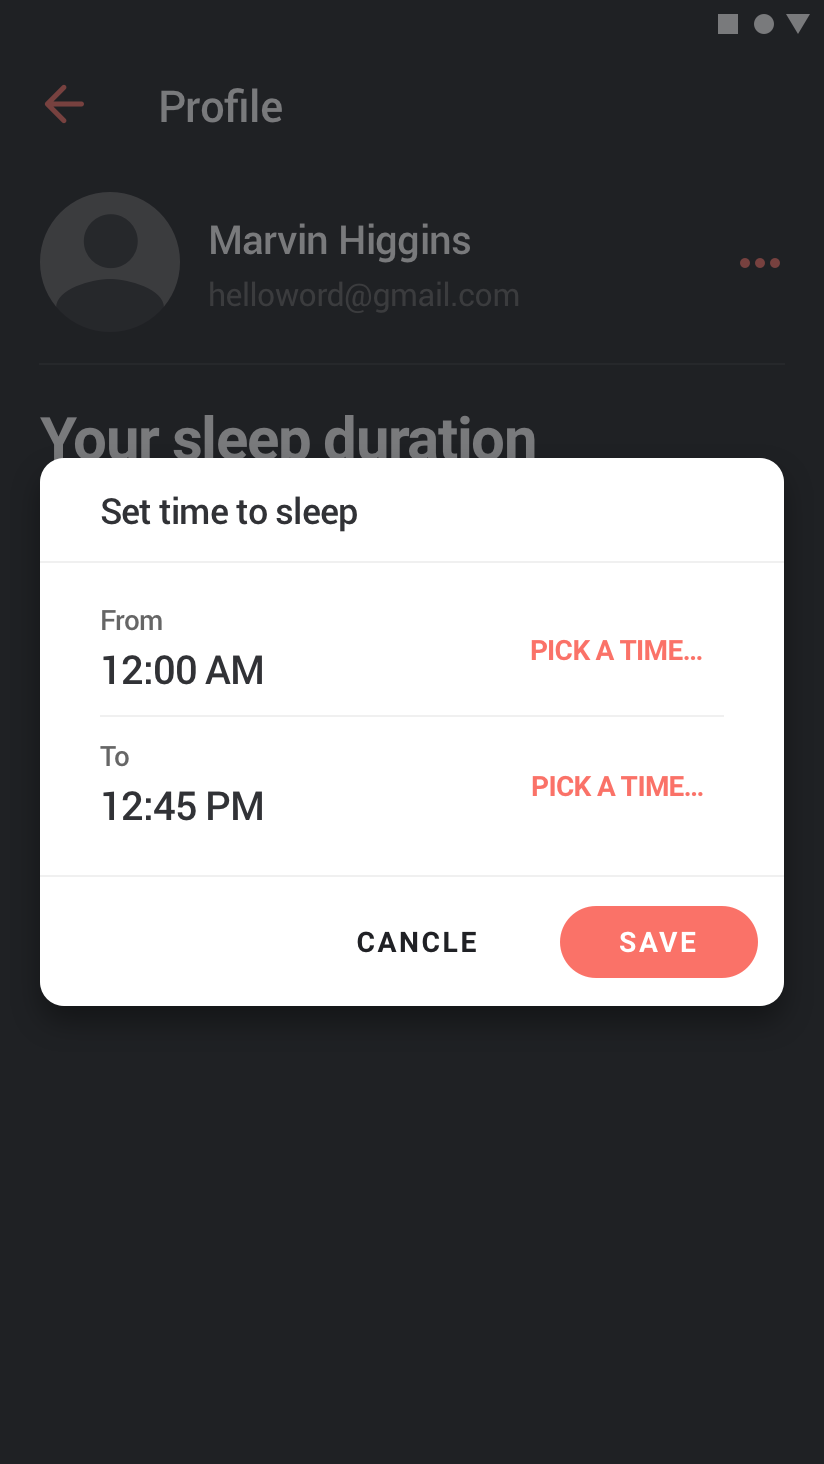 Profile
Marvin Higgins
helloword@gmail.com
Your sleep duration
Set time to sleep
From
12:00 AM
PICK A TIME...
To
12:45 PM
PICK A TIME...
CANCLE
SAVE